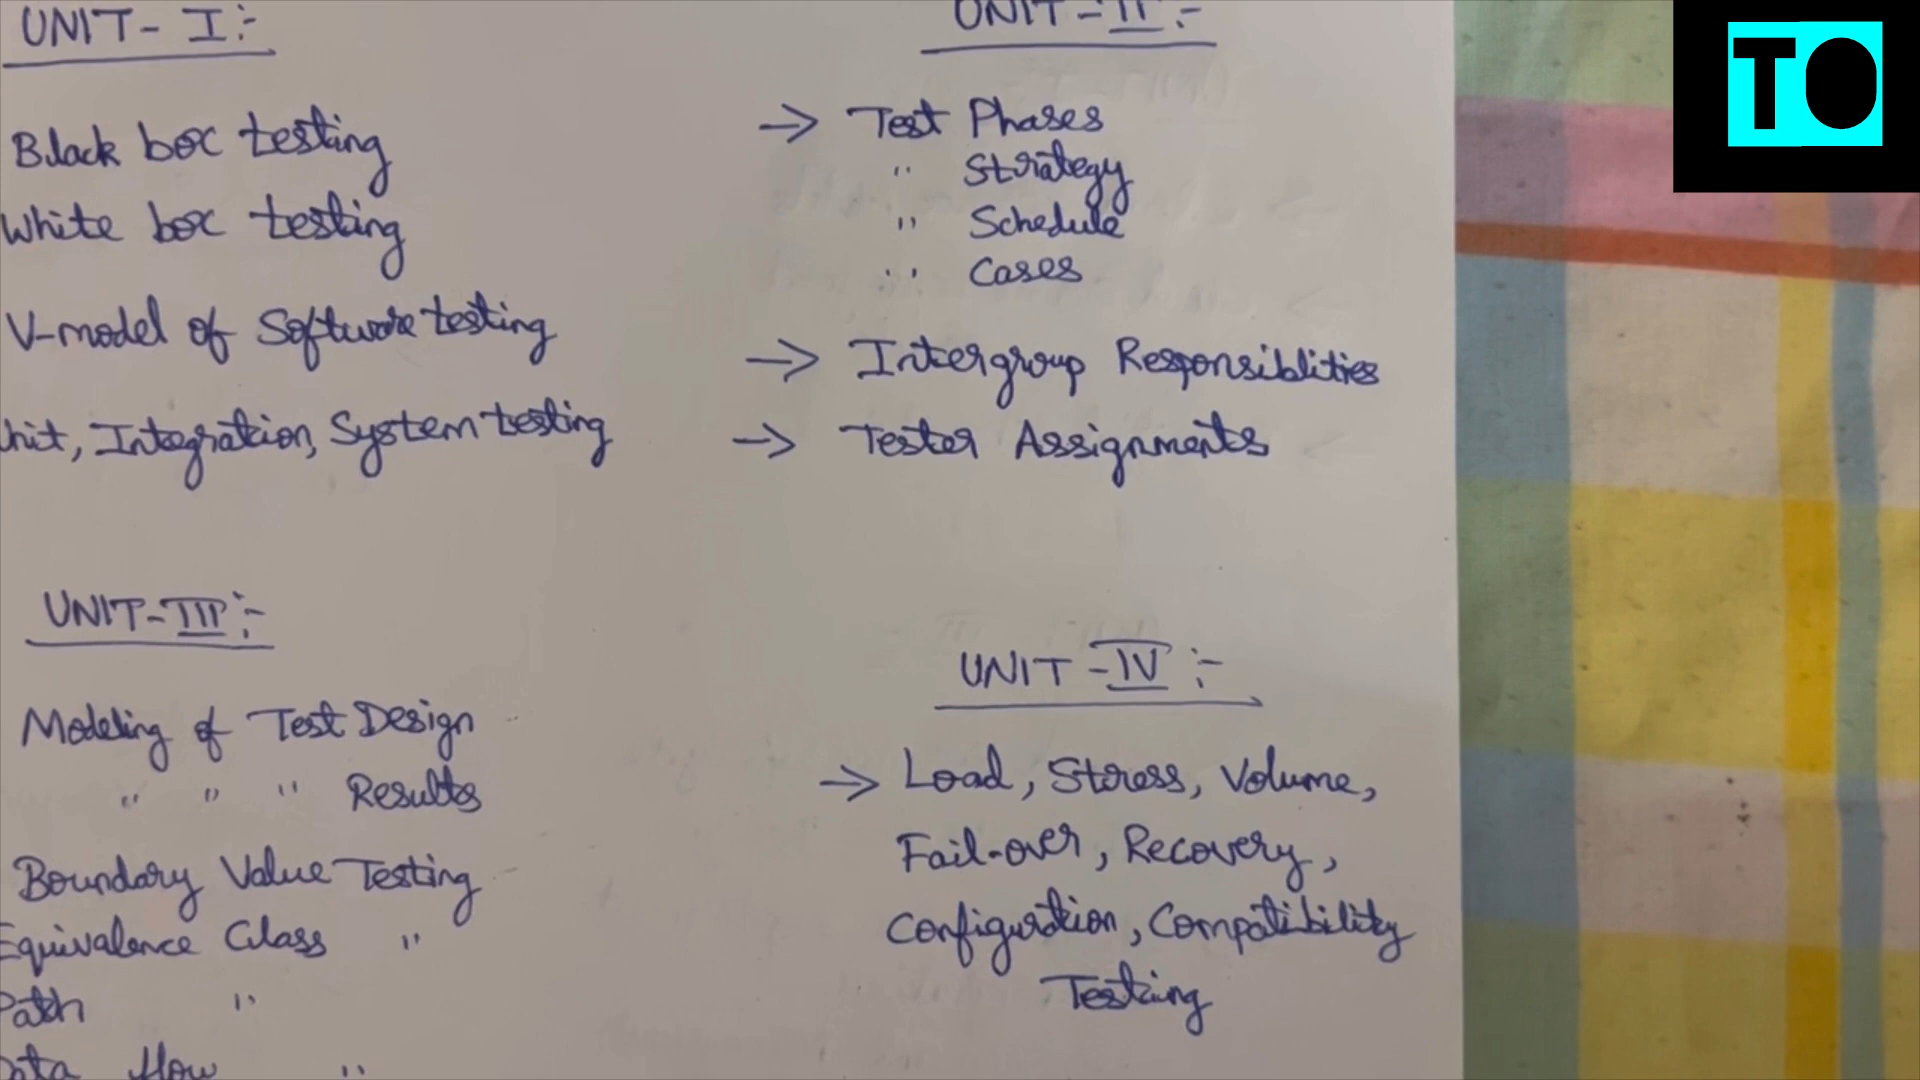 UNIT - I :-
Black box testing
White box testing
V-model of Software testing
Unit, Integration, System testing
UNIT - II :-
→ Test Phases
" Strategy
" Schedule
" Cases
→ Intergroup Responsiblities
→ Tester Assignments
UNIT - III :-
Modeling of Test Design
" " " Results
Boundary Value Testing
Equivalence Class "
Path "
Data flow "
UNIT - IV :-
→ Load, Stress, Volume,
Fail-over, Recovery,
Configuration, Compatibility
Testing
TO